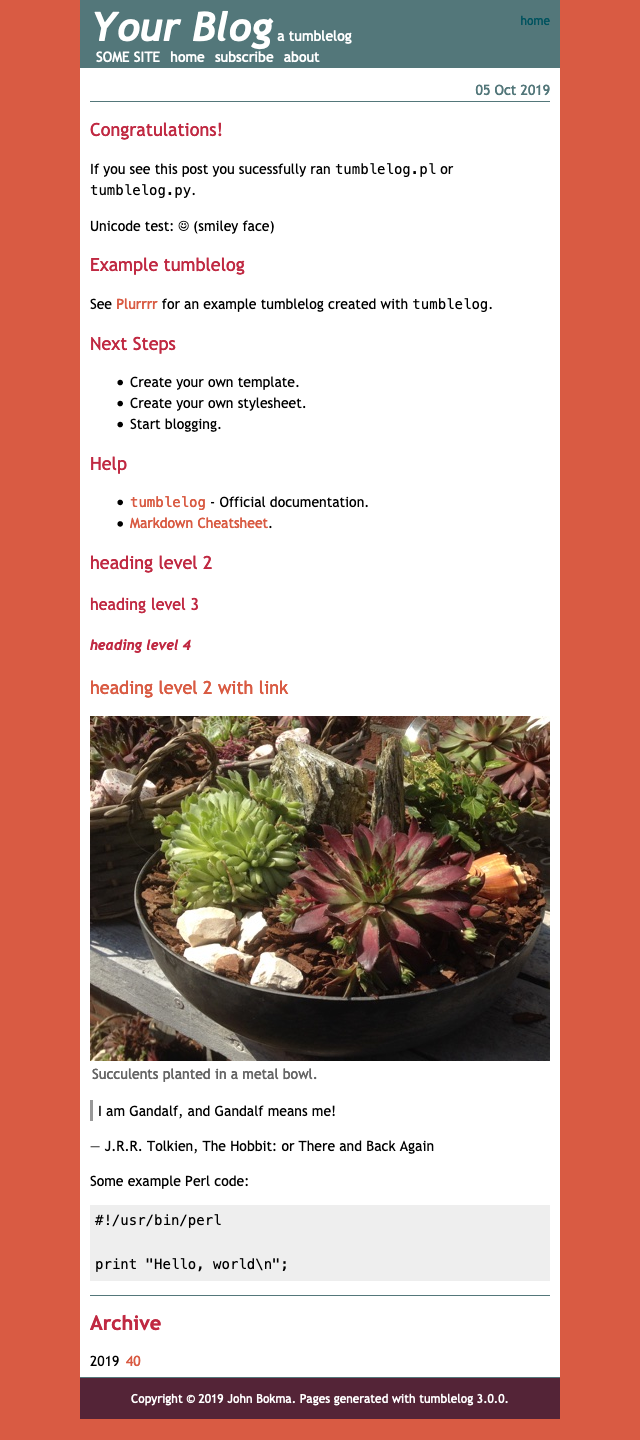 Your Blog a tumblelog
home
SOME SITE home subscribe about
05 Oct 2019
Congratulations!
If you see this post you sucessfully ran tumblelog.pl or
tumblelog.py.
Unicode test: ☺ (smiley face)
Example tumblelog
See Plurrrr for an example tumblelog created with tumblelog.
Next Steps
• Create your own template.
• Create your own stylesheet.
• Start blogging.
Help
• tumblelog - Official documentation.
• Markdown Cheatsheet.
heading level 2
heading level 3
heading level 4
heading level 2 with link
Succulents planted in a metal bowl.
I am Gandalf, and Gandalf means me!
— J.R.R. Tolkien, The Hobbit: or There and Back Again
Some example Perl code:
#!/usr/bin/perl
print "Hello, world\n";
Archive
2019 40
Copyright © 2019 John Bokma. Pages generated with tumblelog 3.0.0.